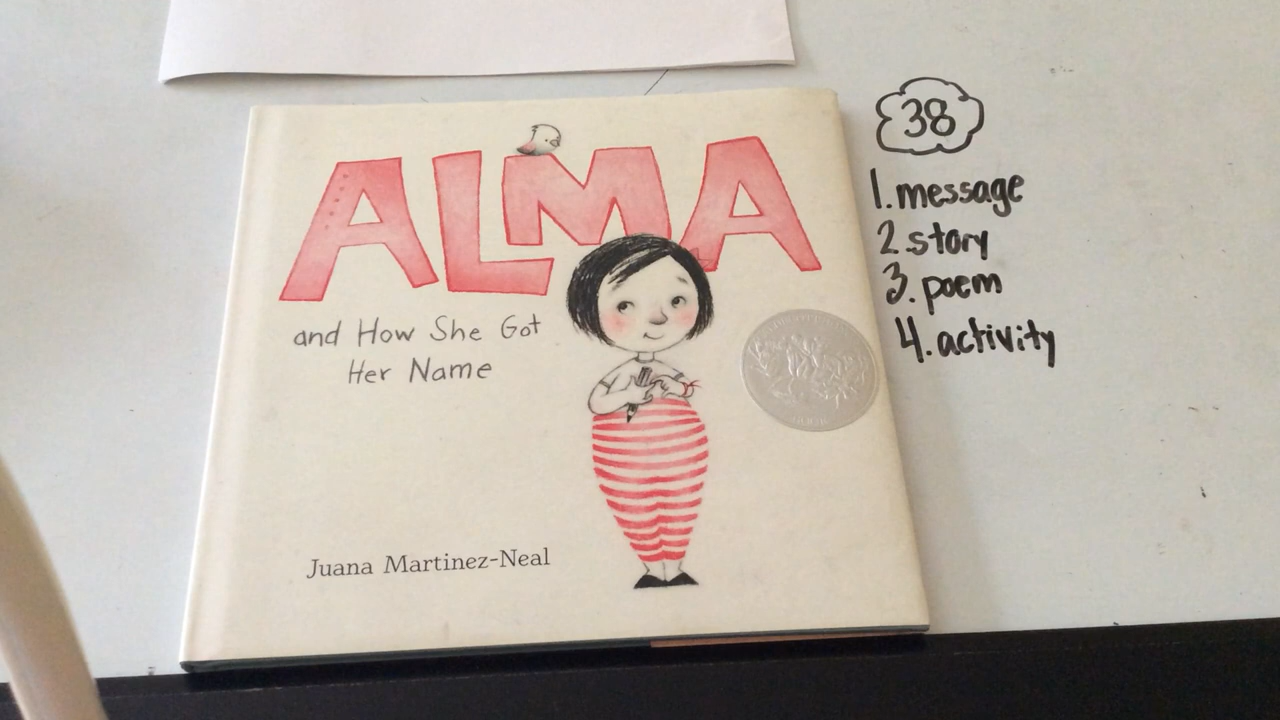 ALMA
and How She Got
Her Name
Juana Martinez-Neal
38
1. message
2. story
3. poem
4. activity